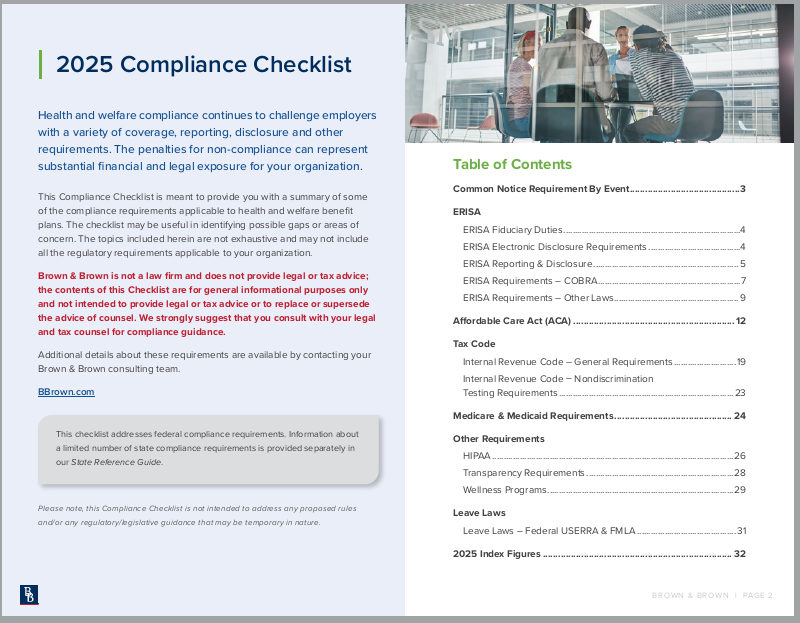 2025 Compliance Checklist
Health and welfare compliance continues to challenge employers
with a variety of coverage, reporting, disclosure and other
requirements. The penalties for non-compliance can represent
substantial financial and legal exposure for your organization.
This Compliance Checklist is meant to provide you with a summary of some
of the compliance requirements applicable to health and welfare benefit
plans. The checklist may be useful in identifying possible gaps or areas of
concern. The topics included herein are not exhaustive and may not include
all the regulatory requirements applicable to your organization.
Brown & Brown is not a law firm and does not provide legal or tax advice;
the contents of this Checklist are for general informational purposes only
and not intended to provide legal or tax advice or to replace or supersede
the advice of counsel. We strongly suggest that you consult with your legal
and tax counsel for compliance guidance.
Additional details about these requirements are available by contacting your
Brown & Brown consulting team.
BBrown.com
This checklist addresses federal compliance requirements. Information about
a limited number of state compliance requirements is provided separately in
our State Reference Guide.
Please note, this Compliance Checklist is not intended to address any proposed rules
and/or any regulatory/legislative guidance that may be temporary in nature.
BB
Table of Contents
Common Notice Requirement By Event 3
ERISA
ERISA Fiduciary Duties 4
ERISA Electronic Disclosure Requirements 4
ERISA Reporting & Disclosure 5
ERISA Requirements – COBRA 7
ERISA Requirements – Other Laws 9
Affordable Care Act (ACA) 12
Tax Code
Internal Revenue Code – General Requirements 19
Internal Revenue Code – Nondiscrimination
Testing Requirements 23
Medicare & Medicaid Requirements 24
Other Requirements
HIPAA 26
Transparency Requirements 28
Wellness Programs 29
Leave Laws
Leave Laws – Federal USERRA & FMLA 31
2025 Index Figures 32
BROWN & BROWN | PAGE 2